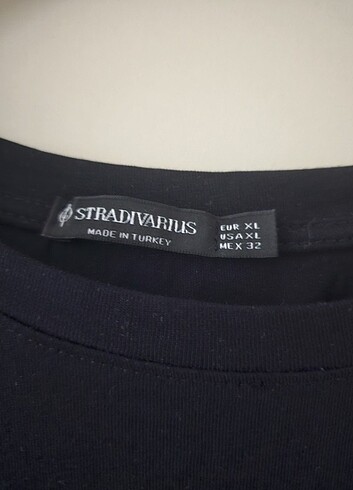 STRADIVARIUS
MADE IN TURKEY
EUR XL
USA XL
MEX 32